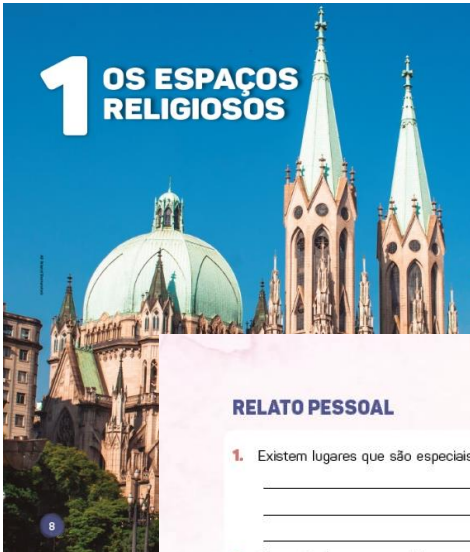 1
OS ESPAÇOS
RELIGIOSOS
RELATO PESSOAL
1. Existem lugares que são especiais
8